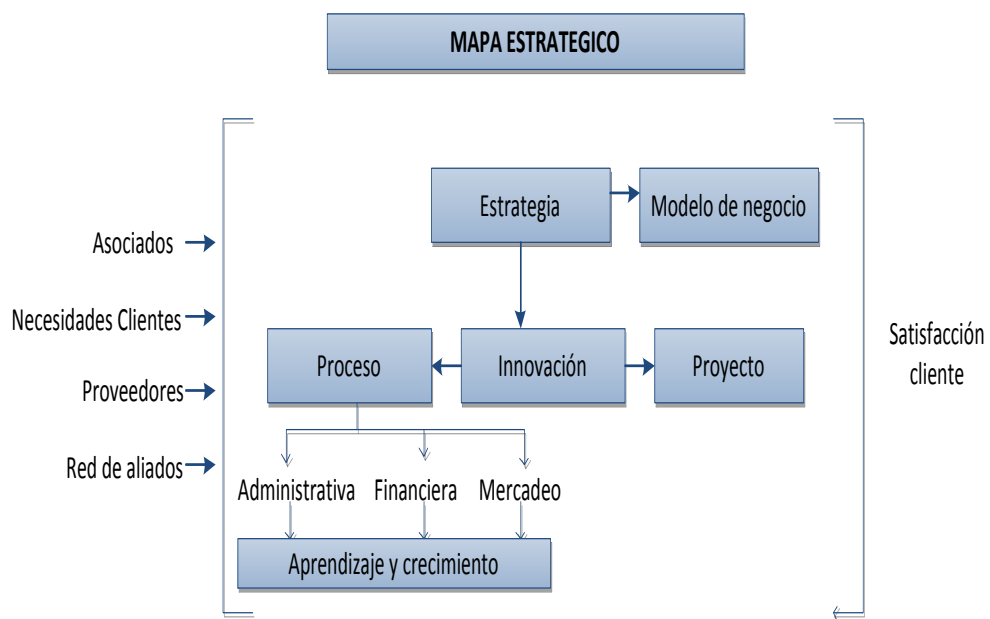 MAPA ESTRATEGICO
Estrategia
Modelo de negocio
Asociados
Necesidades Clientes
Proveedores
Red de aliados
Proceso
Innovación
Proyecto
Administrativa
Financiera
Mercadeo
Aprendizaje y crecimiento
Satisfacción
cliente